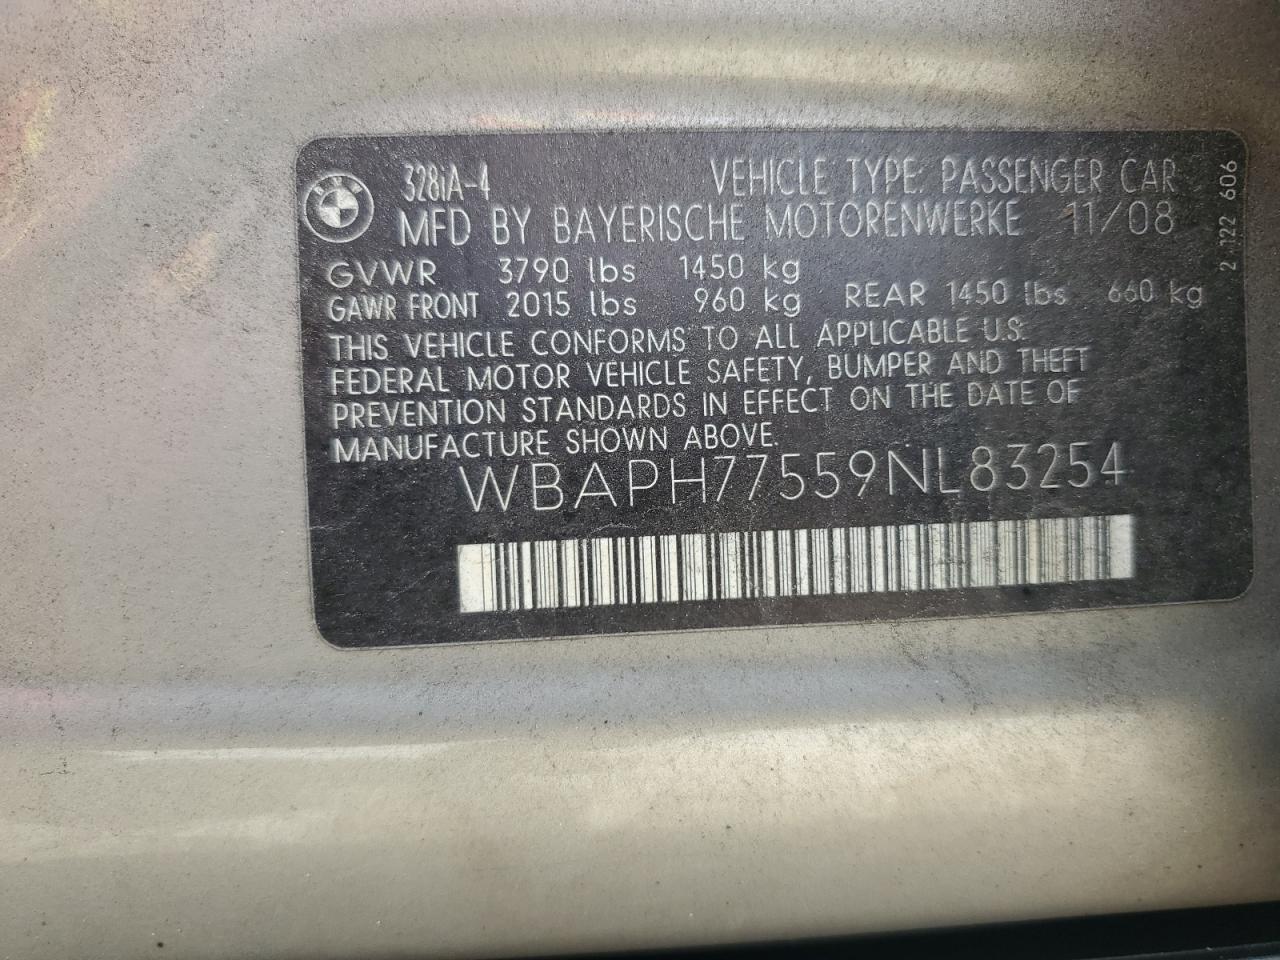 328iA-4 VEHICLE TYPE: PASSENGER CAR
MFD BY BAYERISCHE MOTORENWERKE 11/08
GVWR 3790 lbs 1450 kg
GAWR FRONT 2015 lbs 960 kg REAR 1450 lbs 660 kg
THIS VEHICLE CONFORMS TO ALL APPLICABLE U.S.
FEDERAL MOTOR VEHICLE SAFETY, BUMPER AND THEFT
PREVENTION STANDARDS IN EFFECT ON THE DATE OF
MANUFACTURE SHOWN ABOVE.
WBAPH77559NL83254
2 122 606